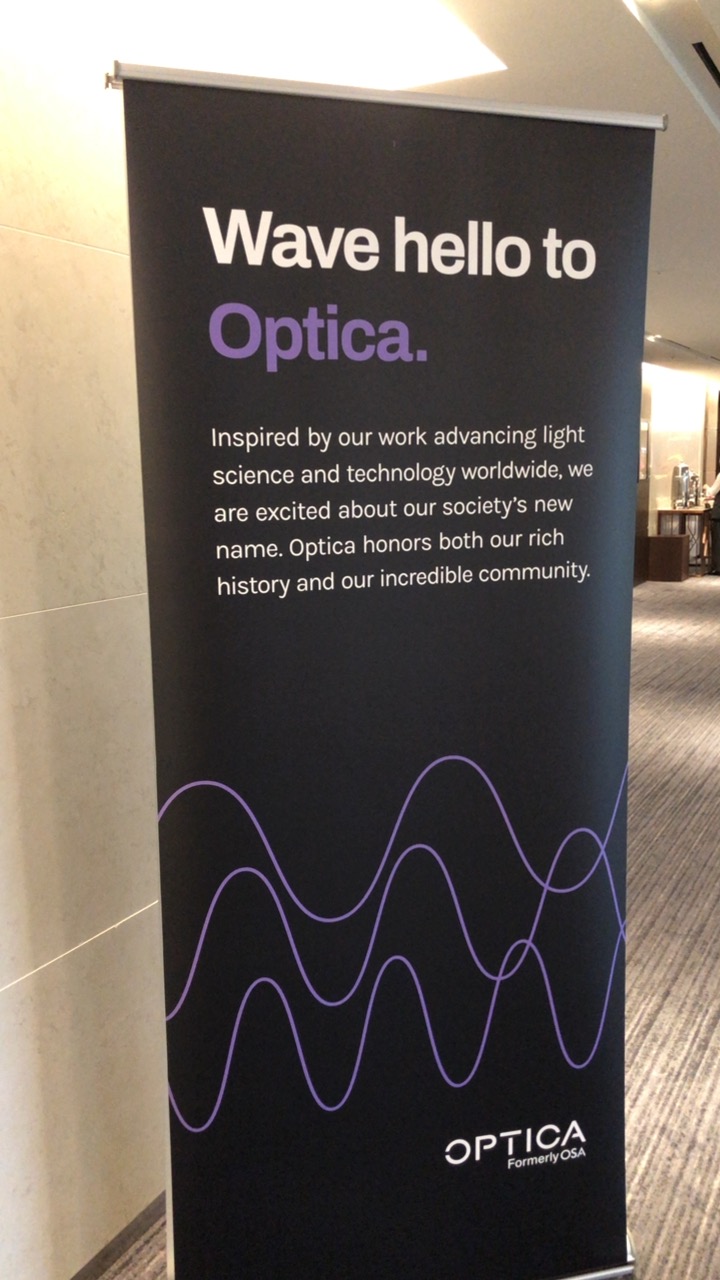 Wave hello to
Optica.
Inspired by our work advancing light
science and technology worldwide, we
are excited about our society’s new
name. Optica honors both our rich
history and our incredible community.
OPTICA
Formerly OSA